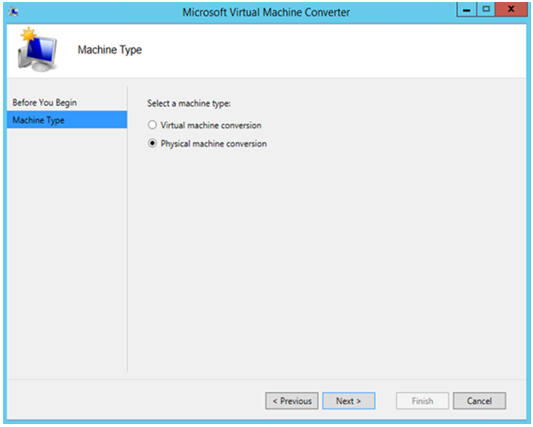 Microsoft Virtual Machine Converter
Machine Type
Before You Begin
Machine Type
Select a machine type:
Virtual machine conversion
Physical machine conversion
< Previous Next > Finish Cancel